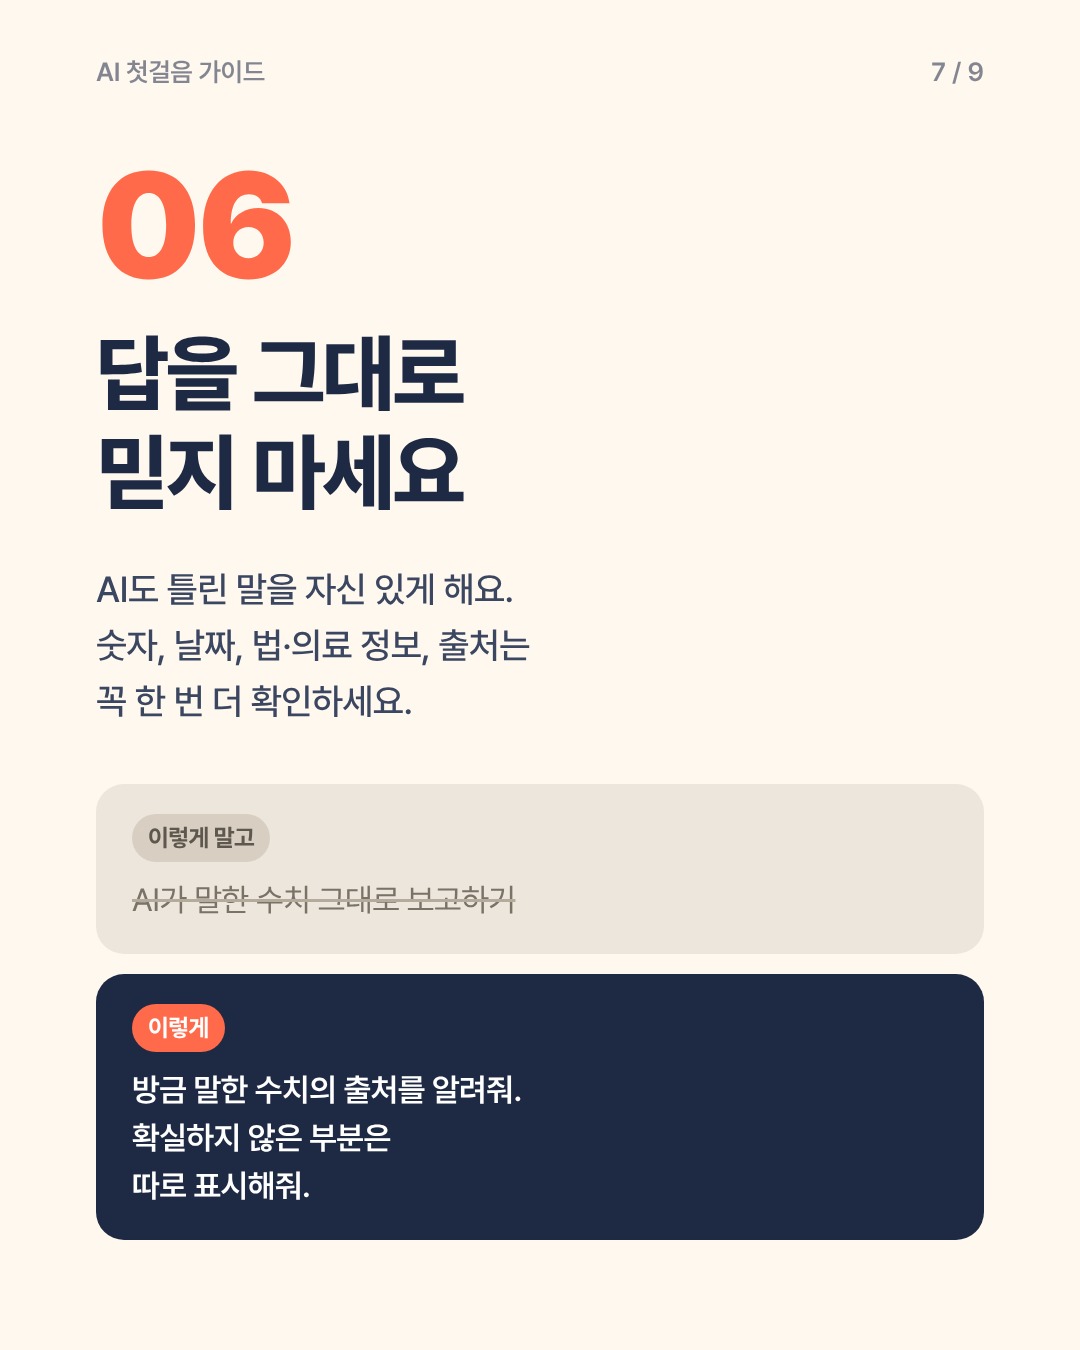 AI 첫걸음 가이드
7 / 9
06
답을 그대로
믿지 마세요
AI도 틀린 말을 자신 있게 해요.
숫자, 날짜, 법·의료 정보, 출처는
꼭 한 번 더 확인하세요.
이렇게 말고
AI가 말한 수치 그대로 보고하기
이렇게
방금 말한 수치의 출처를 알려줘.
확실하지 않은 부분은
따로 표시해줘.